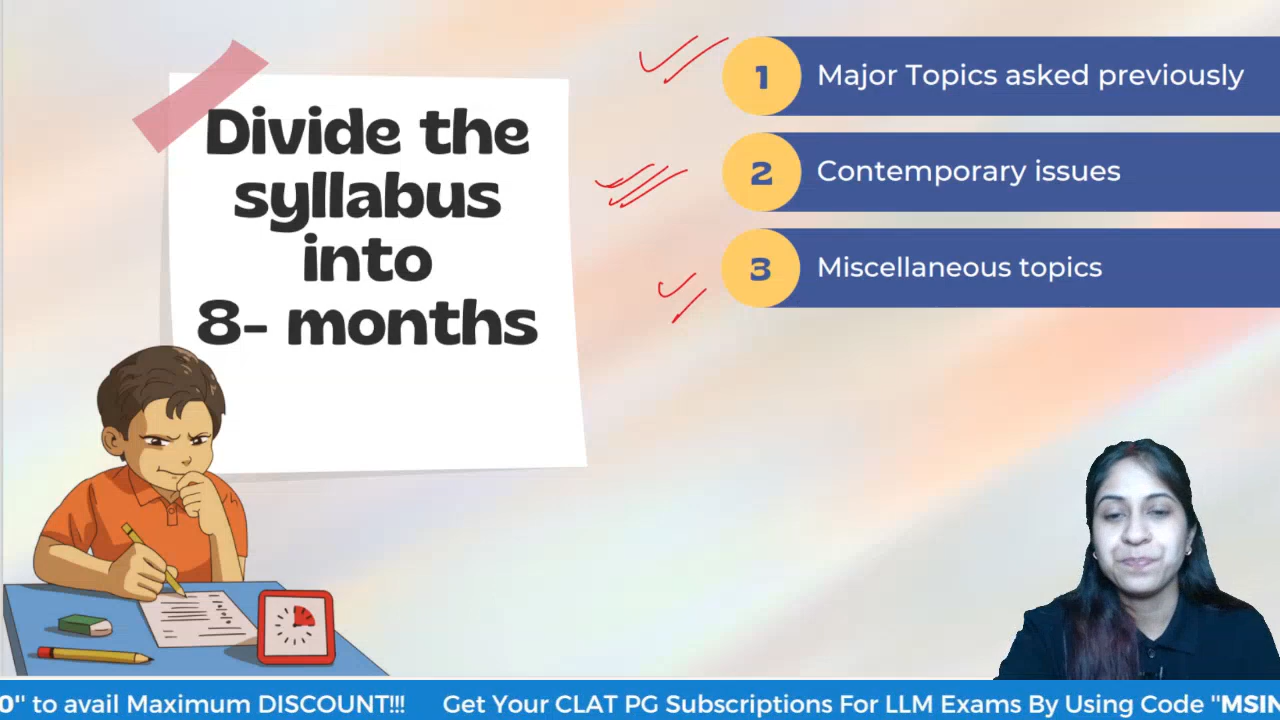 Divide the
syllabus
into
8- months
1 Major Topics asked previously
2 Contemporary issues
3 Miscellaneous topics
0" to avail Maximum DISCOUNT!!! Get Your CLAT PG Subscriptions For LLM Exams By Using Code "MSIN